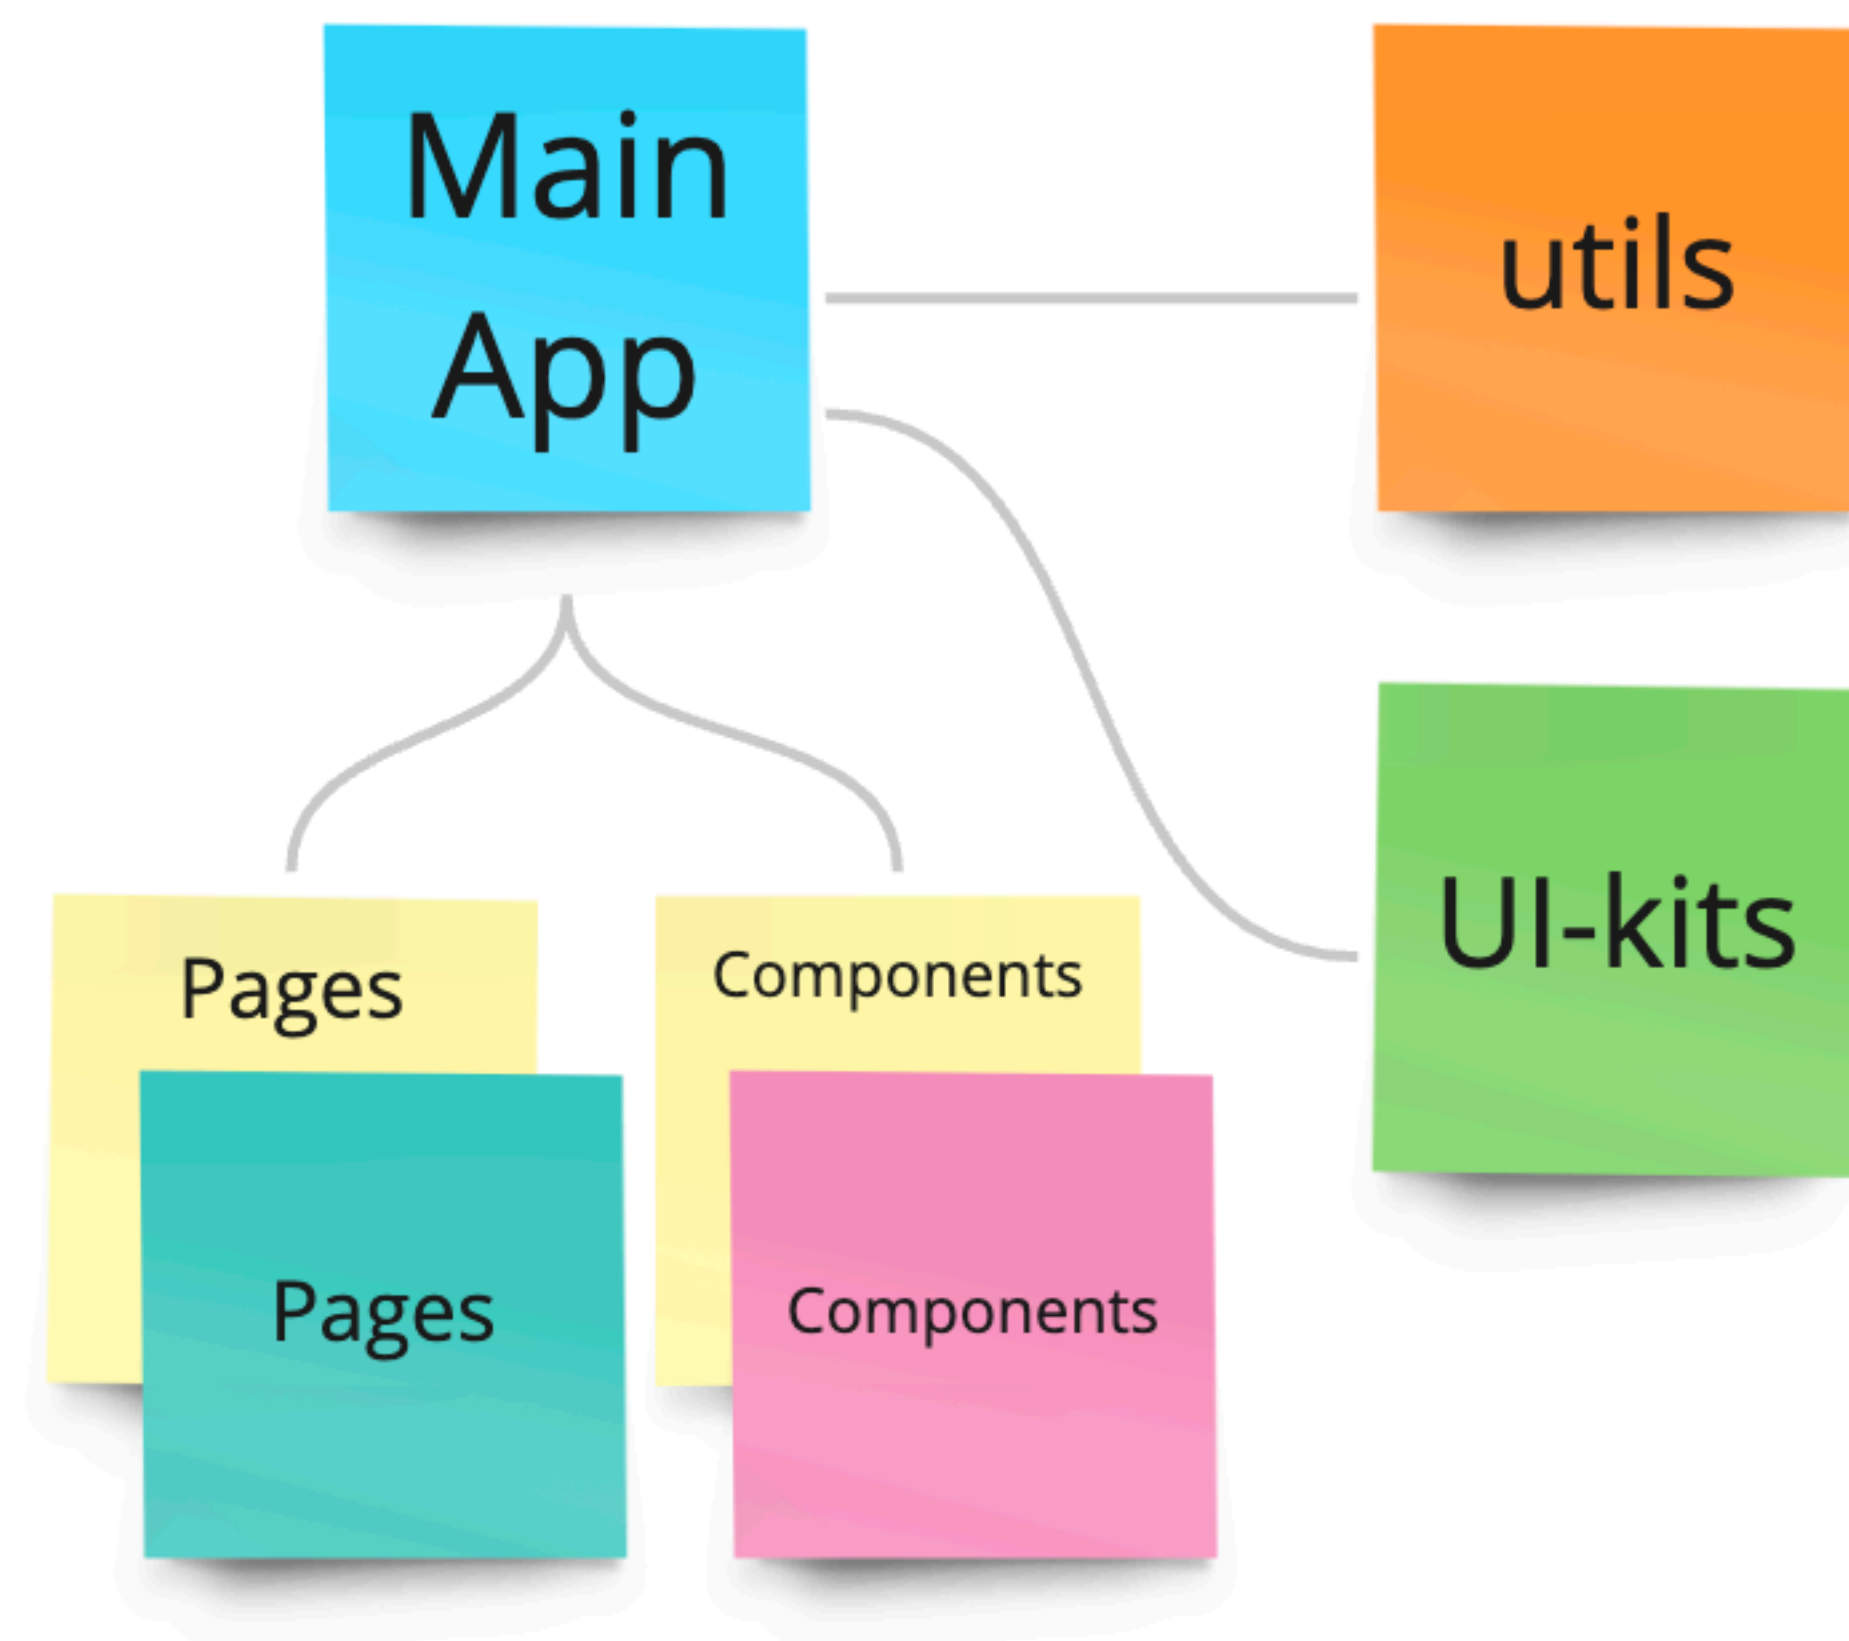 Main
App
utils
UI-kits
Pages
Components
Pages
Components